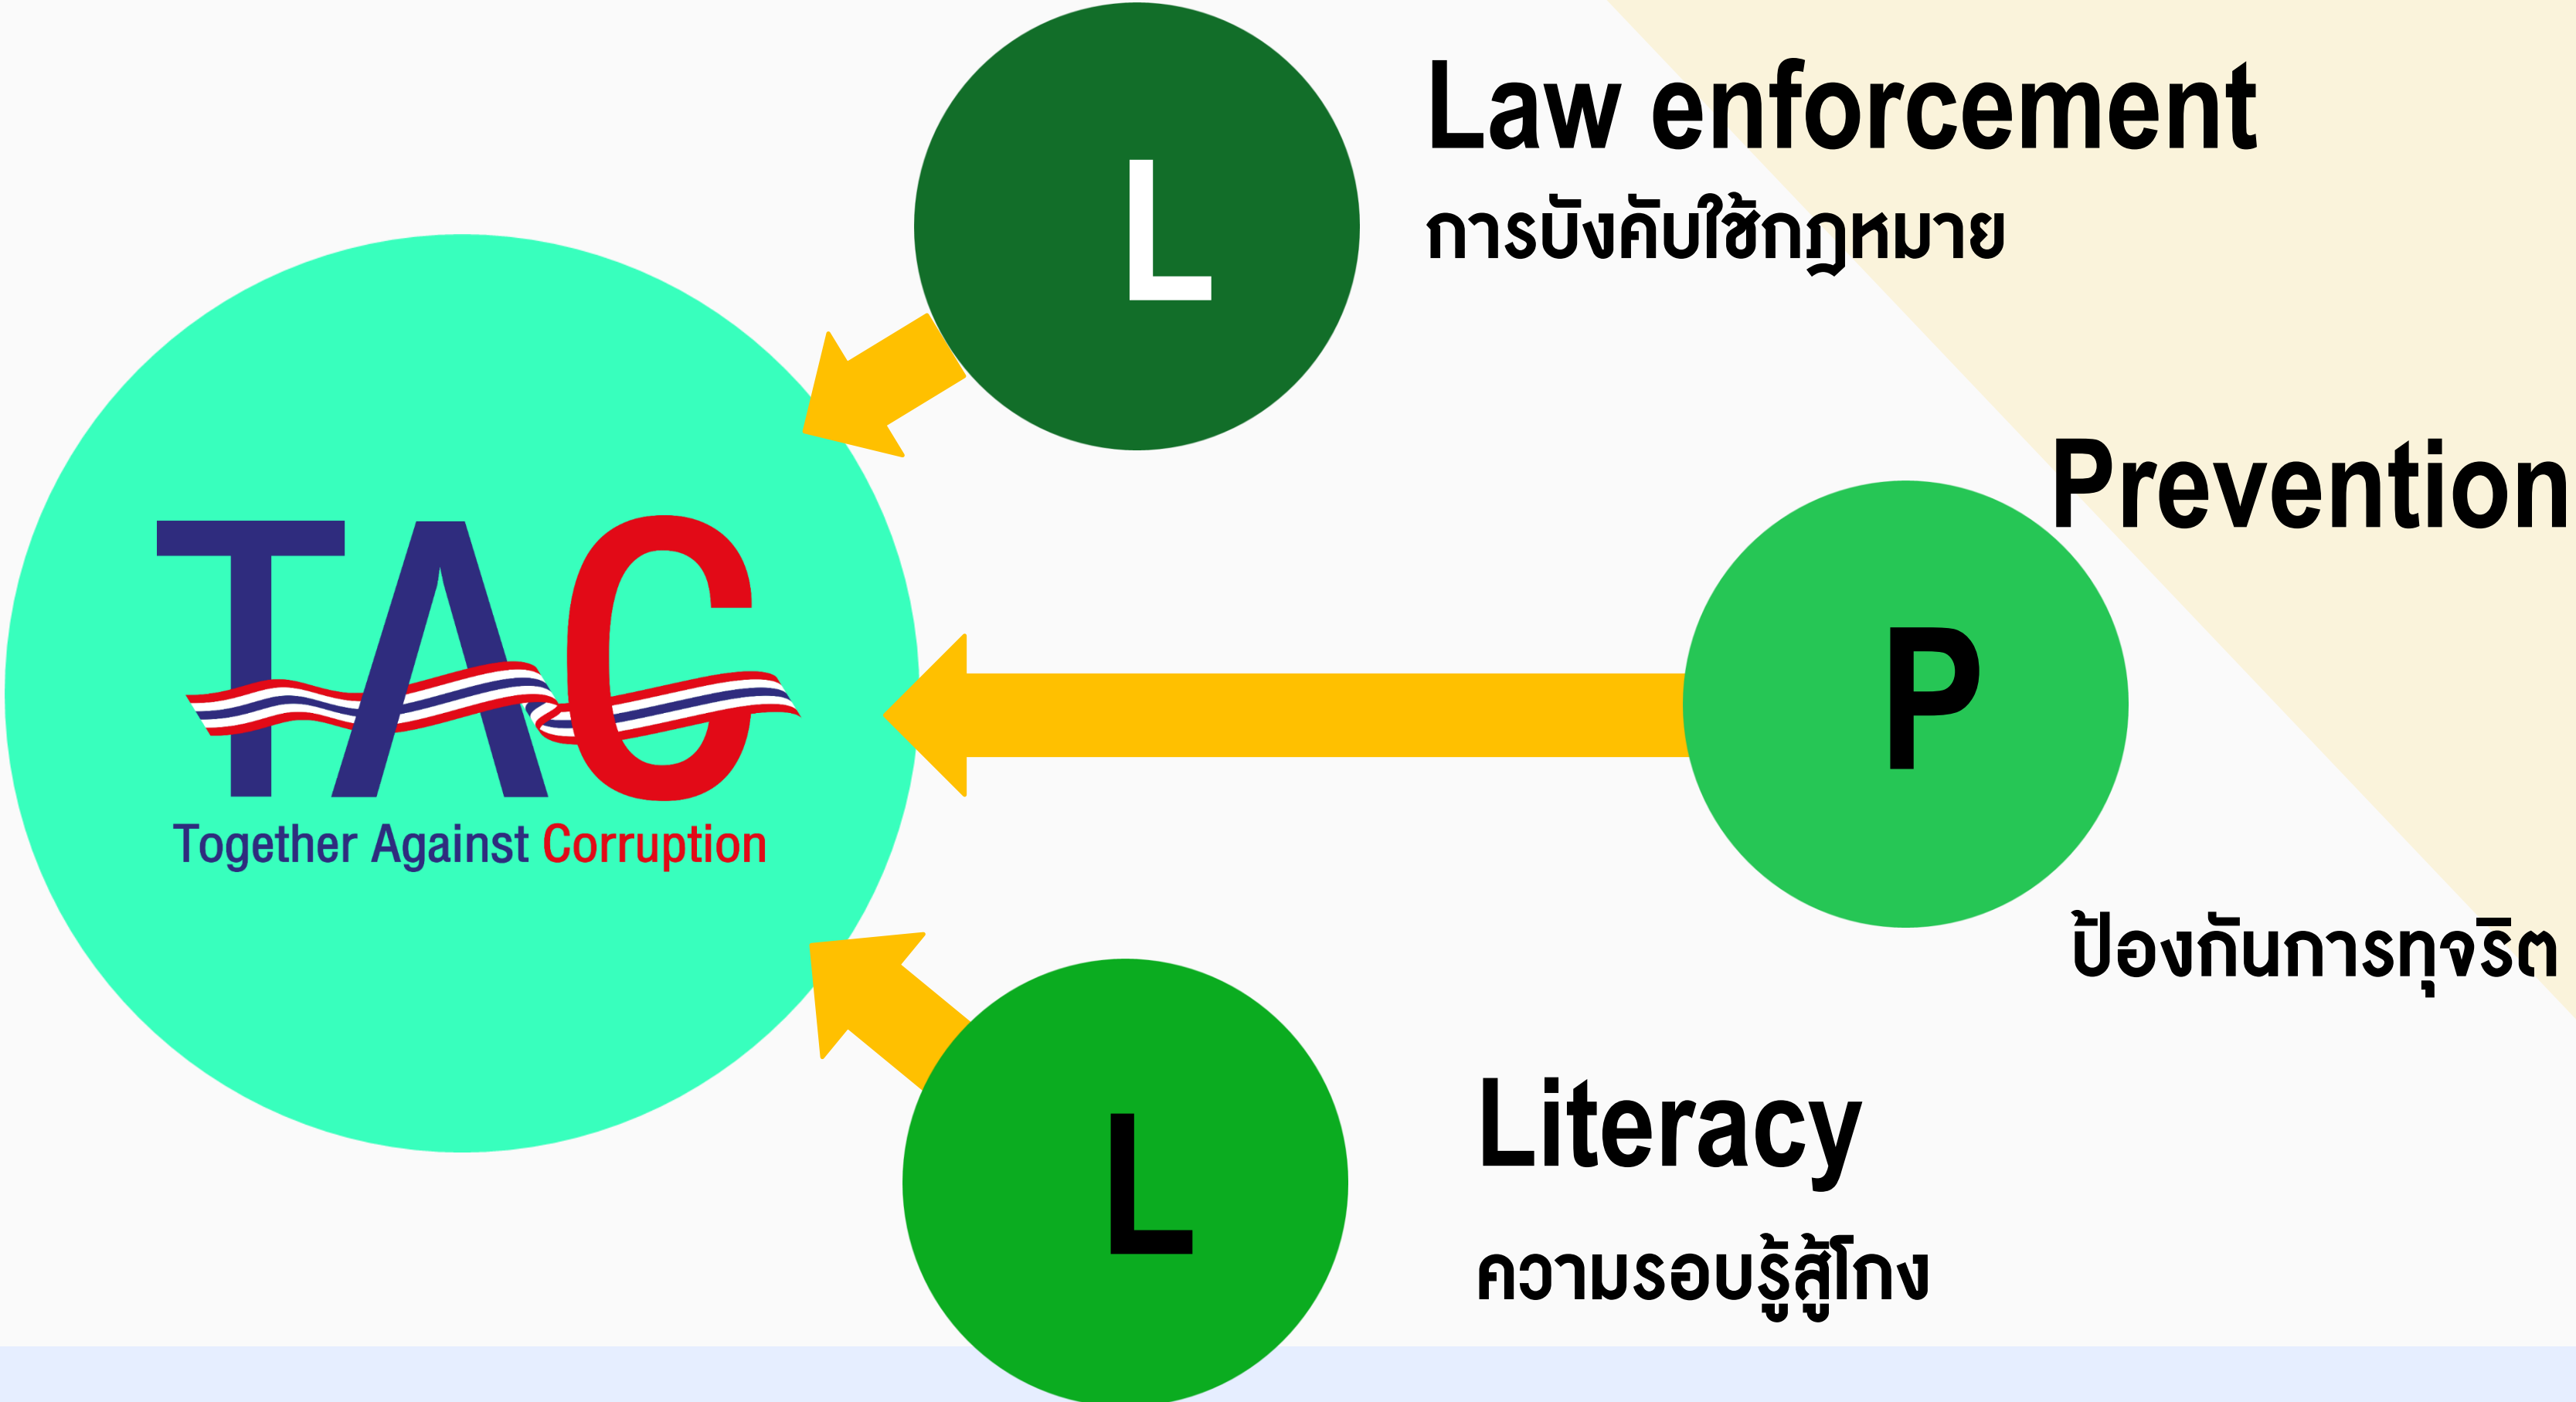 L
Law enforcement
การบังคับใช้กฎหมาย
TAC
Together Against Corruption
P
Prevention
ป้องกันการทุจริต
L
Literacy
ความรอบรู้สู้โกง